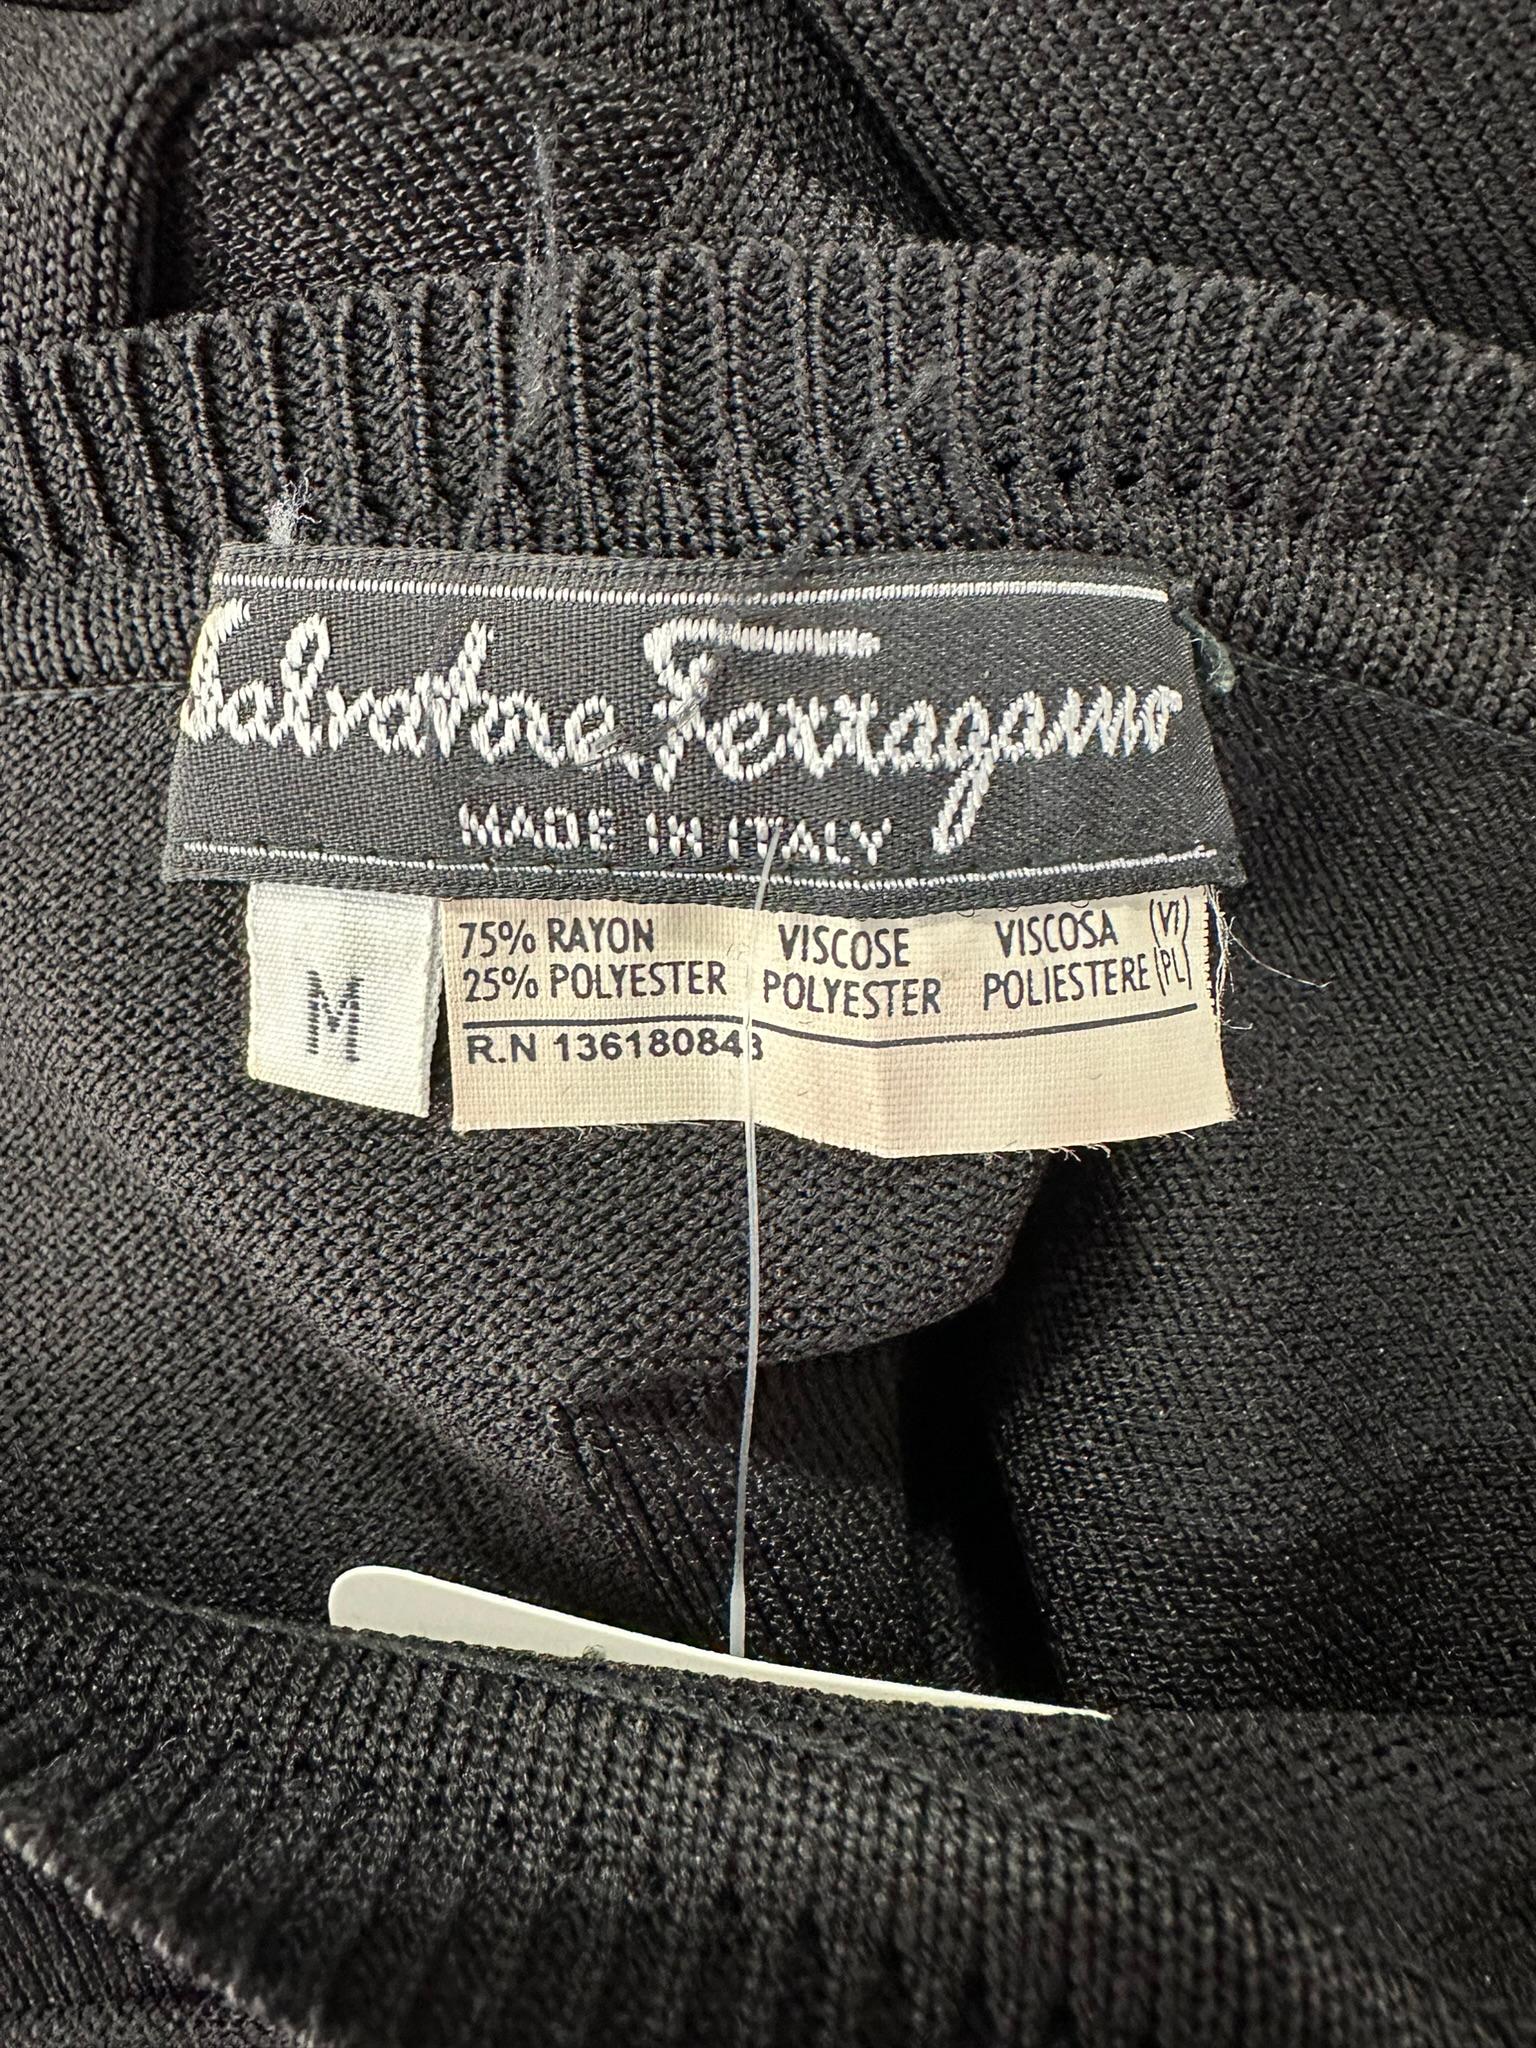 Salvatore Ferragamo
MADE IN ITALY
M
75% RAYON VISCOSE VISCOSA (VI)
25% POLYESTER POLYESTER POLIESTERE (PL)
R.N 136180843